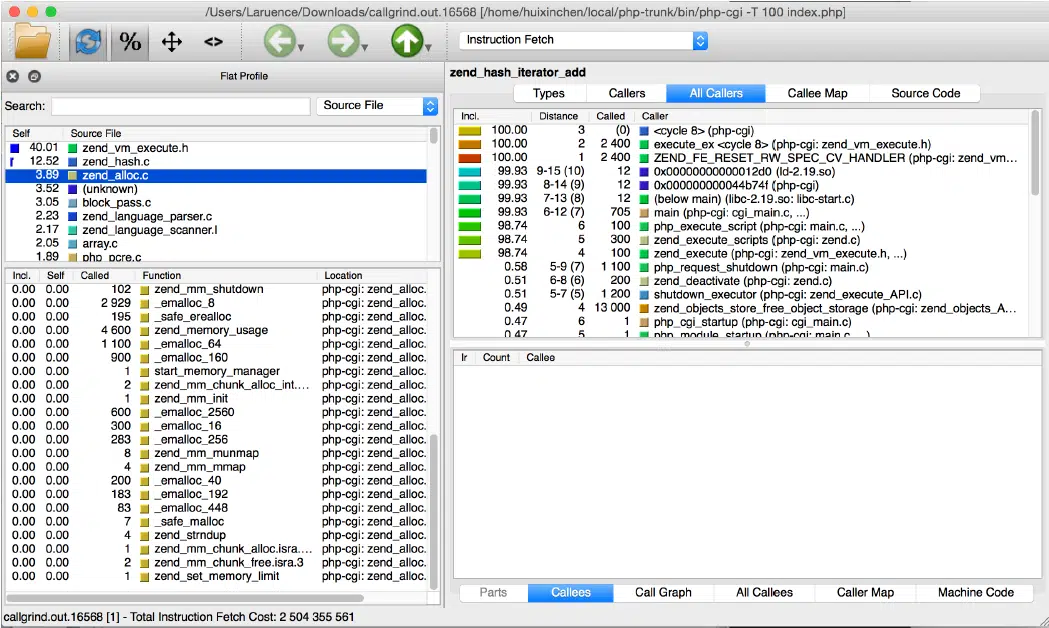 /Users/Laruence/Downloads/callgrind.out.16568 [/home/huixinchen/local/php-trunk/bin/php-cgi -T 100 index.php]
% <> Instruction Fetch
Flat Profile
Search: Source File
Self Source File
40.01 zend_vm_execute.h
12.52 zend_hash.c
3.89 zend_alloc.c
3.52 (unknown)
3.05 block_pass.c
2.23 zend_language_parser.c
2.17 zend_language_scanner.l
2.05 array.c
1.89 php_pcre.c
Incl. Self Called Function Location
0.00 0.00 102 zend_mm_shutdown php-cgi: zend_alloc.
0.00 0.00 2 929 _emalloc_8 php-cgi: zend_alloc.
0.00 0.00 195 _safe_erealloc php-cgi: zend_alloc.
0.00 0.00 4 600 zend_memory_usage php-cgi: zend_alloc.
0.00 0.00 1 100 _emalloc_64 php-cgi: zend_alloc.
0.00 0.00 900 _emalloc_160 php-cgi: zend_alloc.
0.00 0.00 1 start_memory_manager php-cgi: zend_alloc.
0.00 0.00 2 zend_mm_chunk_alloc_int.... php-cgi: zend_alloc.
0.00 0.00 1 zend_mm_init php-cgi: zend_alloc.
0.00 0.00 600 _emalloc_2560 php-cgi: zend_alloc.
0.00 0.00 300 _emalloc_16 php-cgi: zend_alloc.
0.00 0.00 283 _emalloc_256 php-cgi: zend_alloc.
0.00 0.00 8 zend_mm_munmap php-cgi: zend_alloc.
0.00 0.00 4 zend_mm_mmap php-cgi: zend_alloc.
0.00 0.00 200 _emalloc_40 php-cgi: zend_alloc.
0.00 0.00 183 _emalloc_192 php-cgi: zend_alloc.
0.00 0.00 83 _emalloc_448 php-cgi: zend_alloc.
0.00 0.00 7 _safe_malloc php-cgi: zend_alloc.
0.00 0.00 4 zend_strndup php-cgi: zend_alloc.
0.00 0.00 1 zend_mm_chunk_alloc.isra.... php-cgi: zend_alloc.
0.00 0.00 2 zend_mm_chunk_free.isra.3 php-cgi: zend_alloc.
0.00 0.00 1 zend_set_memory_limit php-cgi: zend_alloc.
zend_hash_iterator_add
Types Callers All Callers Callee Map Source Code
Incl. Distance Called Caller
100.00 3 (0) <cycle 8> (php-cgi)
100.00 2 2 400 execute_ex <cycle 8> (php-cgi: zend_vm_execute.h)
100.00 1 2 400 ZEND_FE_RESET_RW_SPEC_CV_HANDLER (php-cgi: zend_vm...
99.93 9-15 (10) 12 0x00000000000012d0 (ld-2.19.so)
99.93 8-14 (9) 12 0x000000000044b74f (php-cgi)
99.93 7-13 (8) 12 (below main) (libc-2.19.so: libc-start.c)
99.93 6-12 (7) 705 main (php-cgi: cgi_main.c, ...)
98.74 6 100 php_execute_script (php-cgi: main.c, ...)
98.74 5 300 zend_execute_scripts (php-cgi: zend.c)
98.74 4 100 zend_execute (php-cgi: zend_vm_execute.h, ...)
0.58 5-9 (7) 1 100 php_request_shutdown (php-cgi: main.c)
0.51 6-8 (6) 200 zend_deactivate (php-cgi: zend.c)
0.51 5-7 (5) 1 200 shutdown_executor (php-cgi: zend_execute_API.c)
0.49 4 13 000 zend_objects_store_free_object_storage (php-cgi: zend_objects_A...
0.47 6 1 php_cgi_startup (php-cgi: cgi_main.c)
0.47 5 1 php_module_startup (php-cgi: main.c, ...)
Ir Count Callee
Parts Callees Call Graph All Callees Caller Map Machine Code
callgrind.out.16568 [1] - Total Instruction Fetch Cost: 2 504 355 561